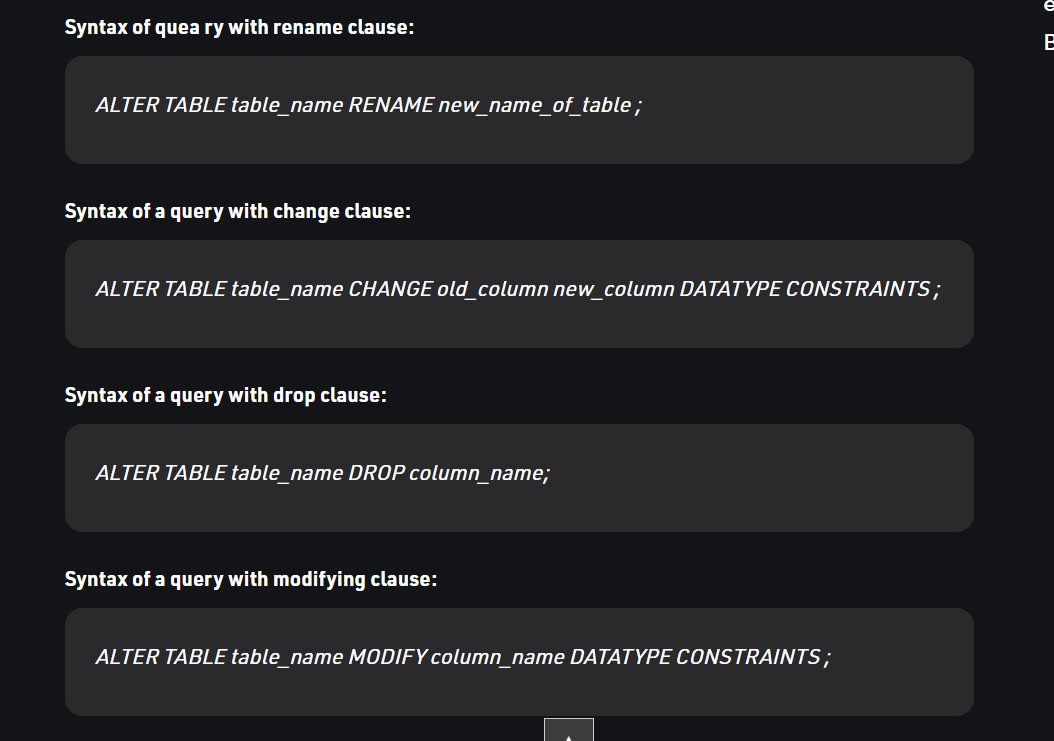 Syntax of quea ry with rename clause:
ALTER TABLE table_name RENAME new_name_of_table ;
Syntax of a query with change clause:
ALTER TABLE table_name CHANGE old_column new_column DATATYPE CONSTRAINTS ;
Syntax of a query with drop clause:
ALTER TABLE table_name DROP column_name;
Syntax of a query with modifying clause:
ALTER TABLE table_name MODIFY column_name DATATYPE CONSTRAINTS ;